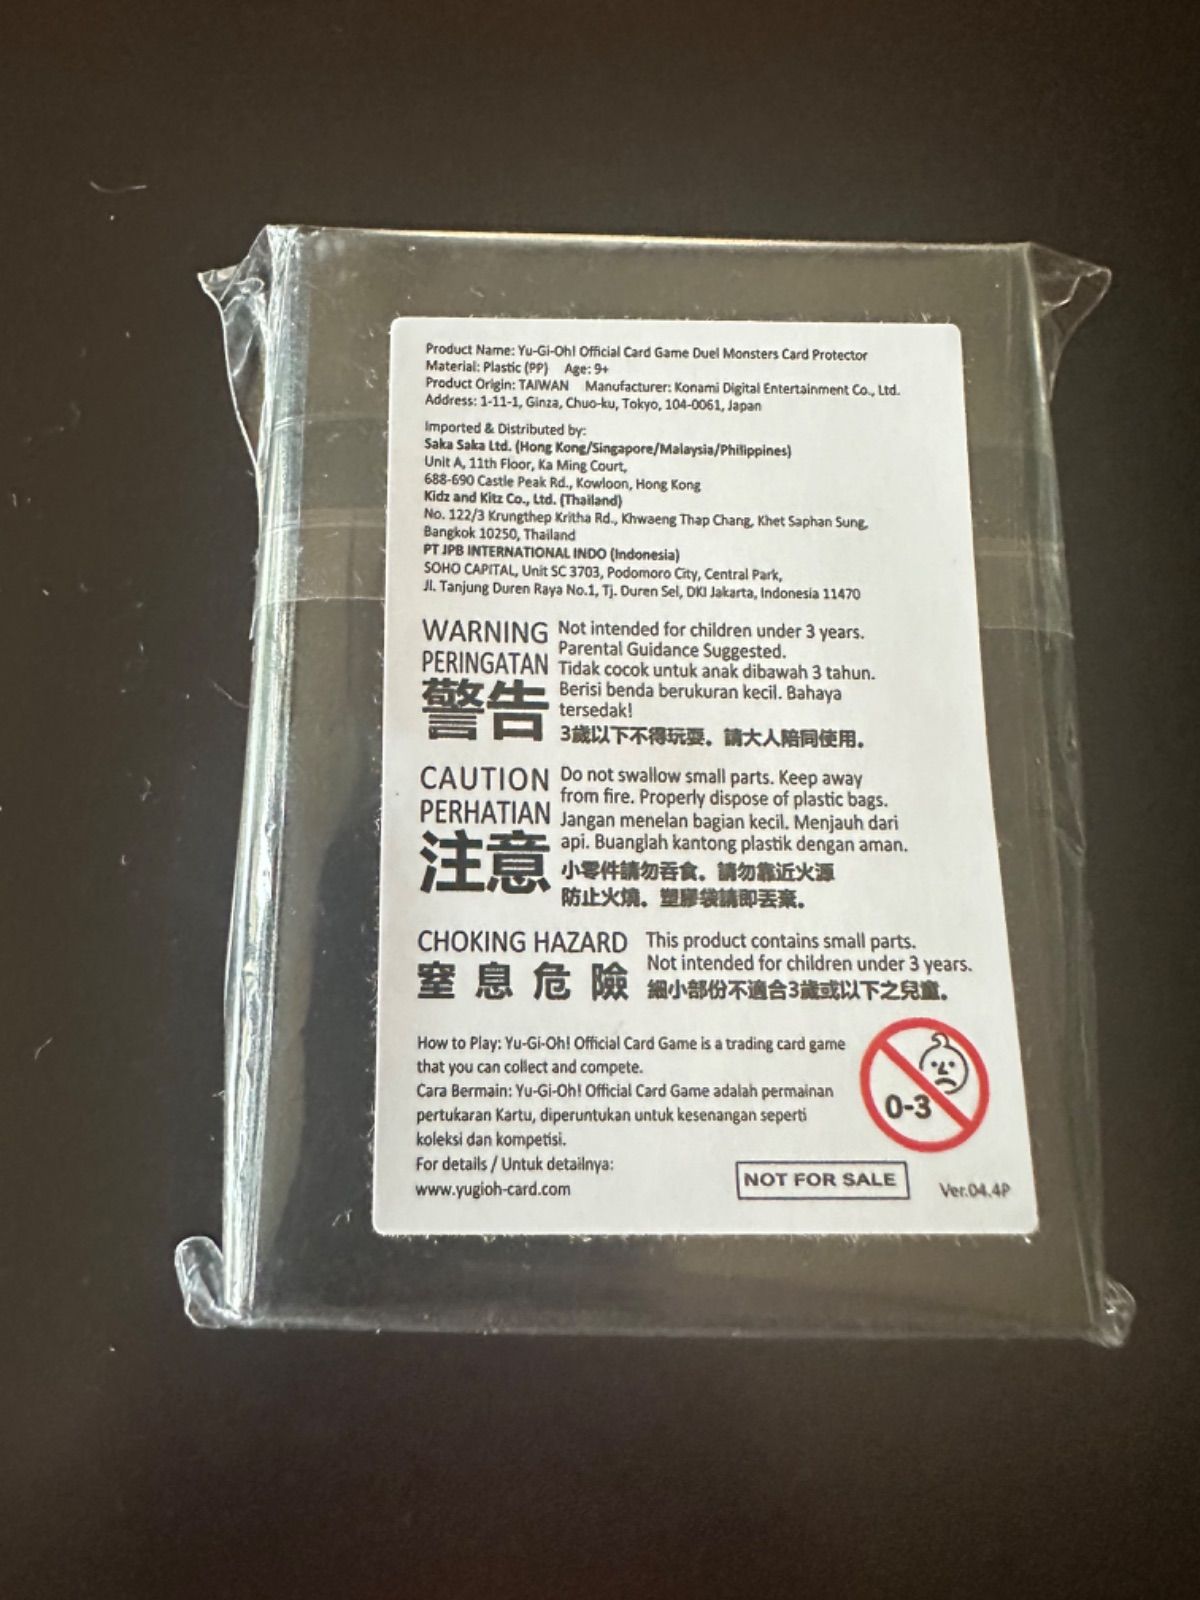 Product Name: Yu-Gi-Oh! Official Card Game Duel Monsters Card Protector
Material: Plastic (PP) Age: 9+
Product Origin: TAIWAN Manufacturer: Konami Digital Entertainment Co., Ltd.
Address: 1-11-1, Ginza, Chuo-ku, Tokyo, 104-0061, Japan
Imported & Distributed by:
Saka Saka Ltd. (Hong Kong/Singapore/Malaysia/Philippines)
Unit A, 11th Floor, Ka Ming Court,
688-690 Castle Peak Rd., Kowloon, Hong Kong
Kidz and Kitz Co., Ltd. (Thailand)
No. 122/3 Krungthep Kritha Rd., Khwaeng Thap Chang, Khet Saphan Sung,
Bangkok 10250, Thailand
PT JPB INTERNATIONAL INDO (Indonesia)
SOHO CAPITAL, Unit SC 3703, Podomoro City, Central Park,
Jl. Tanjung Duren Raya No.1, Tj. Duren Sel, DKI Jakarta, Indonesia 11470
WARNING
PERINGATAN
警告
Not intended for children under 3 years.
Parental Guidance Suggested.
Tidak cocok untuk anak dibawah 3 tahun.
Berisi benda berukuran kecil. Bahaya
tersedak!
3歲以下不得玩耍。請大人陪同使用。
CAUTION
PERHATIAN
注意
Do not swallow small parts. Keep away
from fire. Properly dispose of plastic bags.
Jangan menelan bagian kecil. Menjauh dari
api. Buanglah kantong plastik dengan aman.
小零件請勿吞食。請勿靠近火源
防止火燒。塑膠袋請即丟棄。
CHOKING HAZARD
窒息危險
This product contains small parts.
Not intended for children under 3 years.
細小部份不適合3歲或以下之兒童。
How to Play: Yu-Gi-Oh! Official Card Game is a trading card game
that you can collect and compete.
Cara Bermain: Yu-Gi-Oh! Official Card Game adalah permainan
pertukaran Kartu, diperuntukan untuk kesenangan seperti
koleksi dan kompetisi.
For details / Untuk detailnya:
www.yugioh-card.com
0-3
NOT FOR SALE
Ver.04.4P